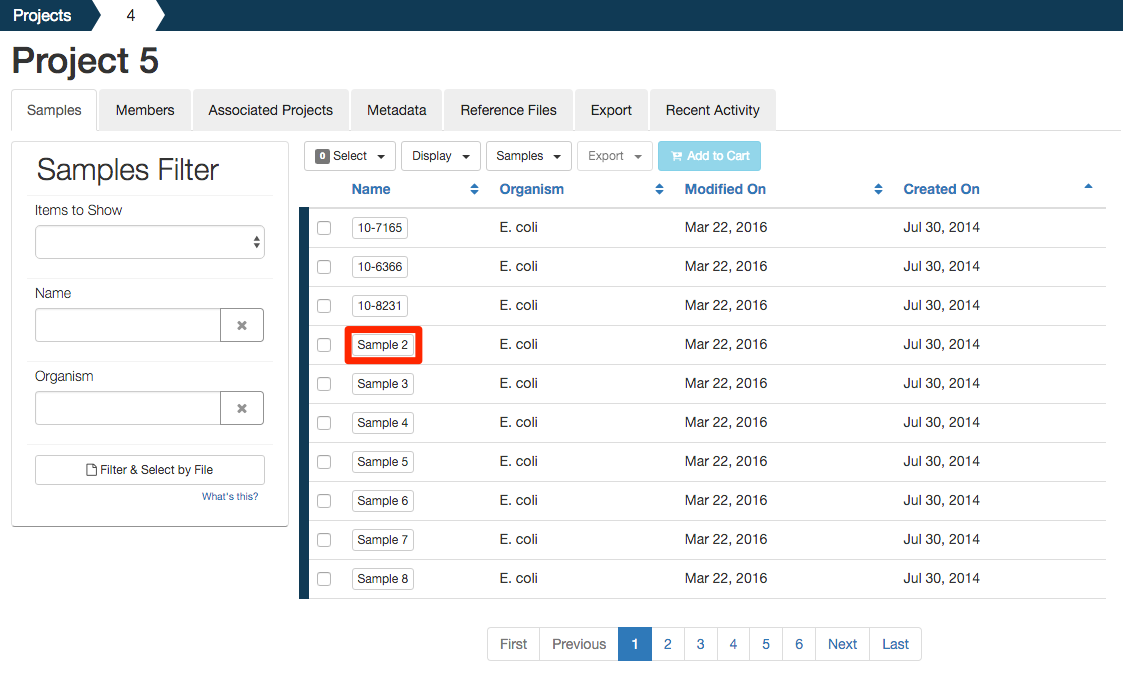 Projects 4
Project 5
Samples Members Associated Projects Metadata Reference Files Export Recent Activity
Samples Filter
Items to Show
Name
Organism
Filter & Select by File
What's this?
0 Select Display Samples Export Add to Cart
Name Organism Modified On Created On
10-7165 E. coli Mar 22, 2016 Jul 30, 2014
10-6366 E. coli Mar 22, 2016 Jul 30, 2014
10-8231 E. coli Mar 22, 2016 Jul 30, 2014
Sample 2 E. coli Mar 22, 2016 Jul 30, 2014
Sample 3 E. coli Mar 22, 2016 Jul 30, 2014
Sample 4 E. coli Mar 22, 2016 Jul 30, 2014
Sample 5 E. coli Mar 22, 2016 Jul 30, 2014
Sample 6 E. coli Mar 22, 2016 Jul 30, 2014
Sample 7 E. coli Mar 22, 2016 Jul 30, 2014
Sample 8 E. coli Mar 22, 2016 Jul 30, 2014
First Previous 1 2 3 4 5 6 Next Last